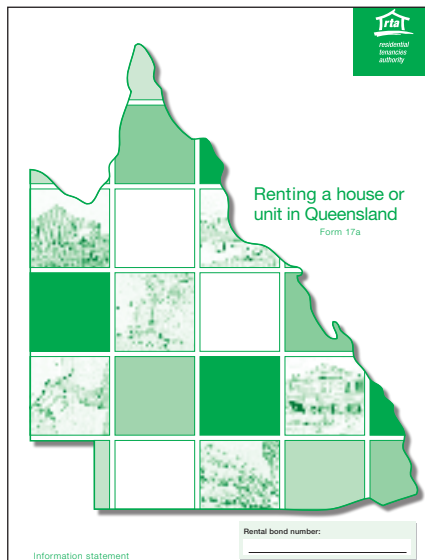 rta
residential
tenancies
authority
Renting a house or
unit in Queensland
Form 17a
Rental bond number:
Information statement